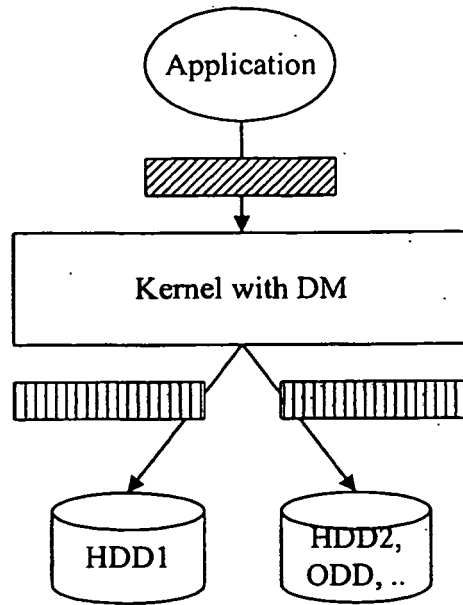 Application
Kernel with DM
HDD1
HDD2,
ODD, ..